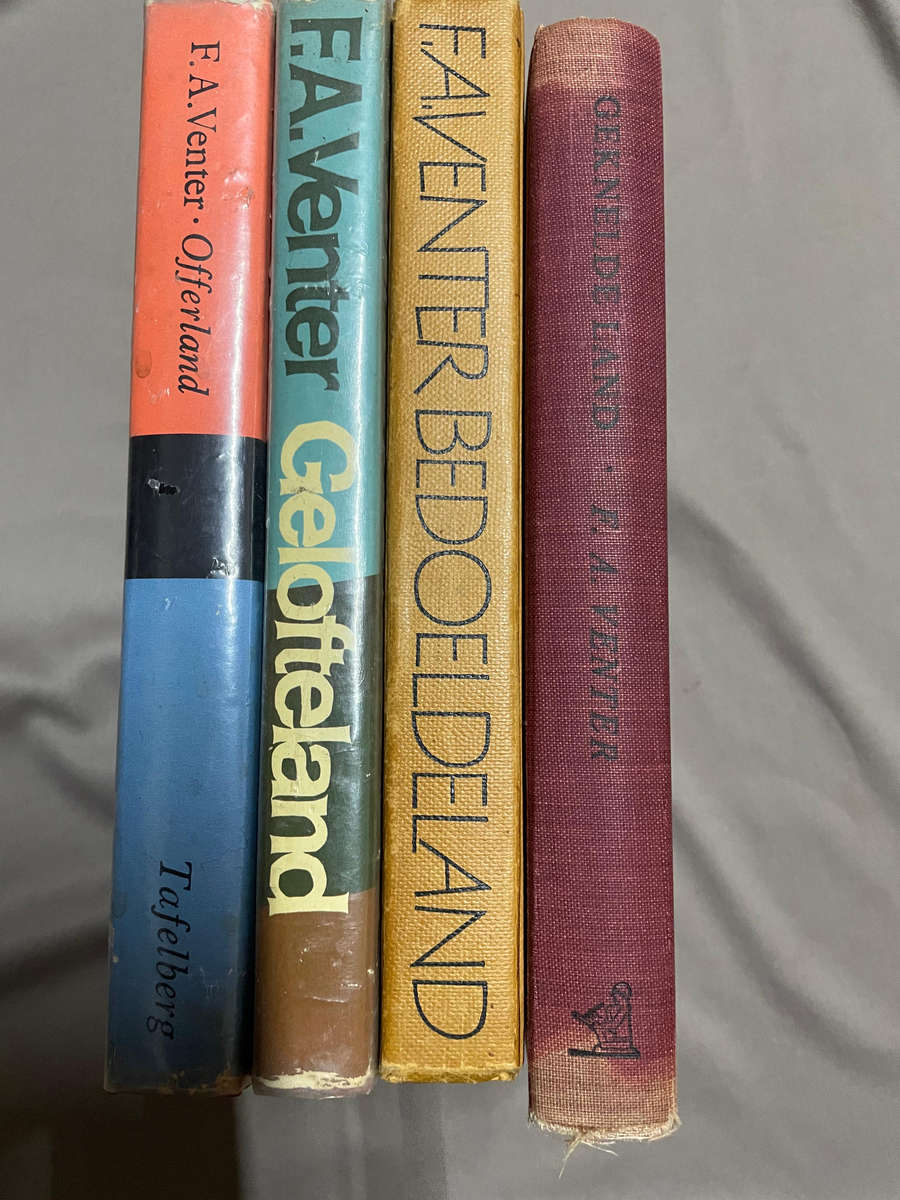 F. A. Venter · Offerland
Tafelberg
F.A. Venter Gelofteland
F.A. VENTER BEDOELDE LAND
GEKNELDE LAND · F. A. VENTER